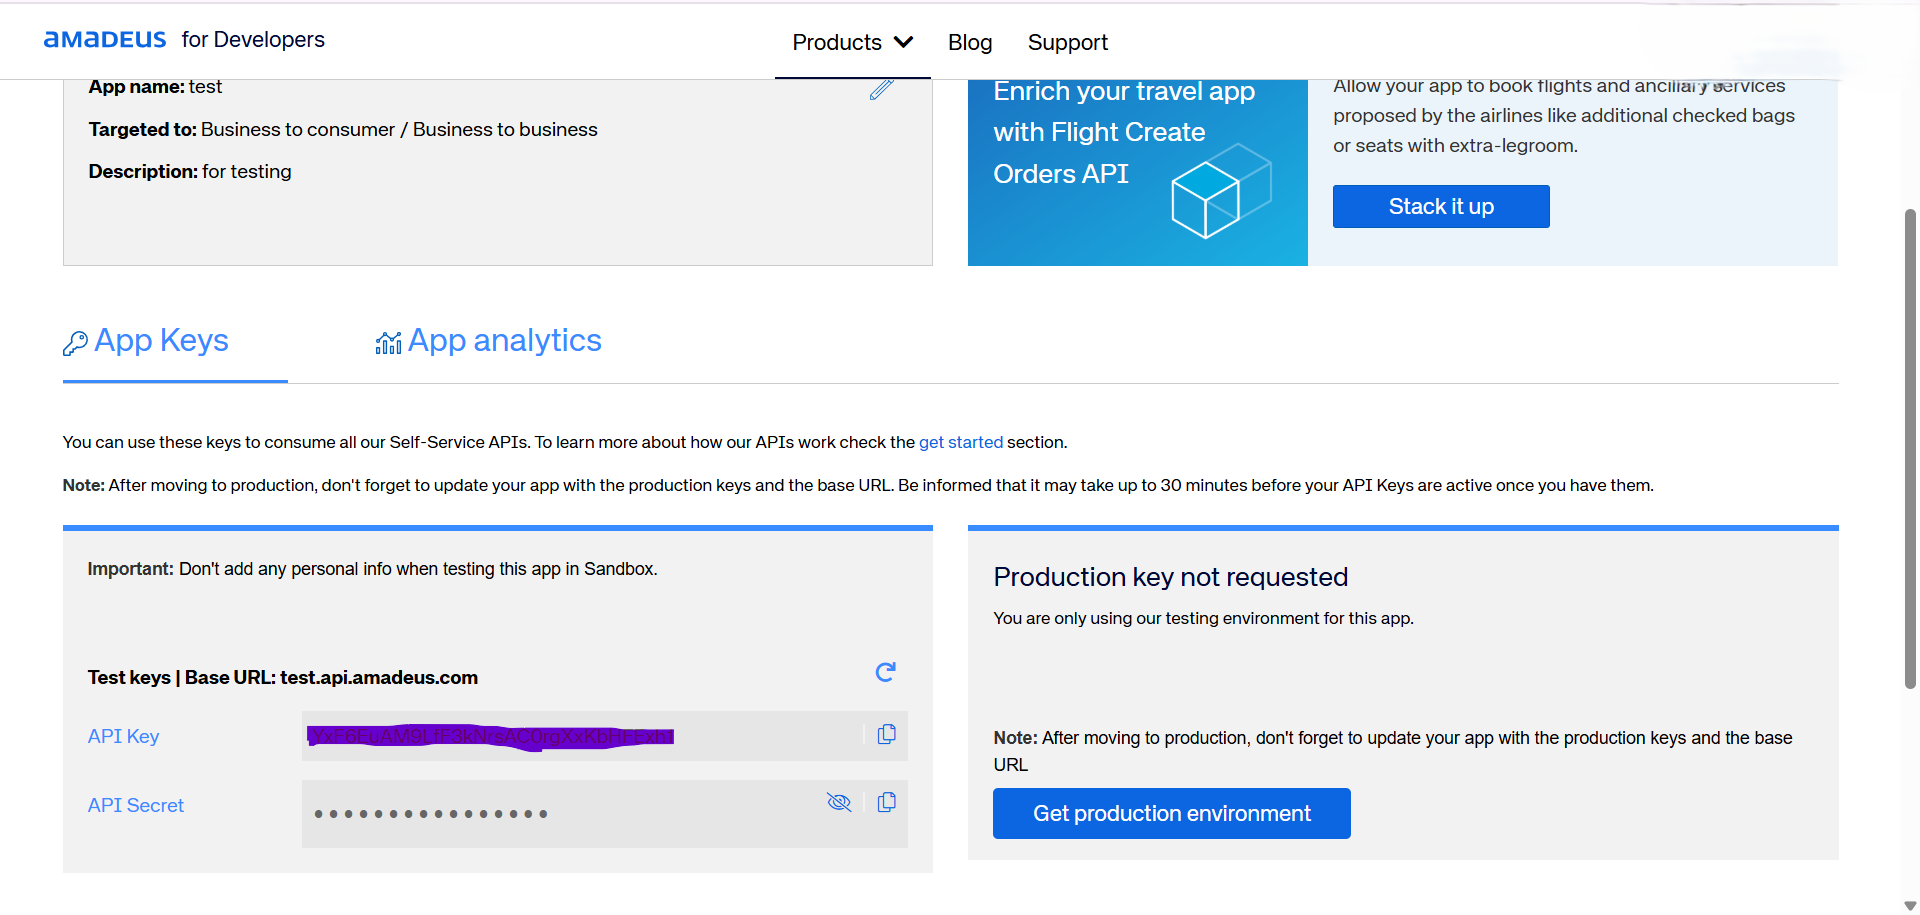 amadeus for Developers
Products
Blog
Support
App name: test
Targeted to: Business to consumer / Business to business
Description: for testing
Enrich your travel app
with Flight Create
Orders API
Allow your app to book flights and ancillary services
proposed by the airlines like additional checked bags
or seats with extra-legroom.
Stack it up
App Keys
App analytics
You can use these keys to consume all our Self-Service APIs. To learn more about how our APIs work check the get started section.
Note: After moving to production, don't forget to update your app with the production keys and the base URL. Be informed that it may take up to 30 minutes before your API Keys are active once you have them.
Important: Don't add any personal info when testing this app in Sandbox.
Test keys | Base URL: test.api.amadeus.com
API Key
API Secret
Production key not requested
You are only using our testing environment for this app.
Note: After moving to production, don't forget to update your app with the production keys and the base
URL
Get production environment